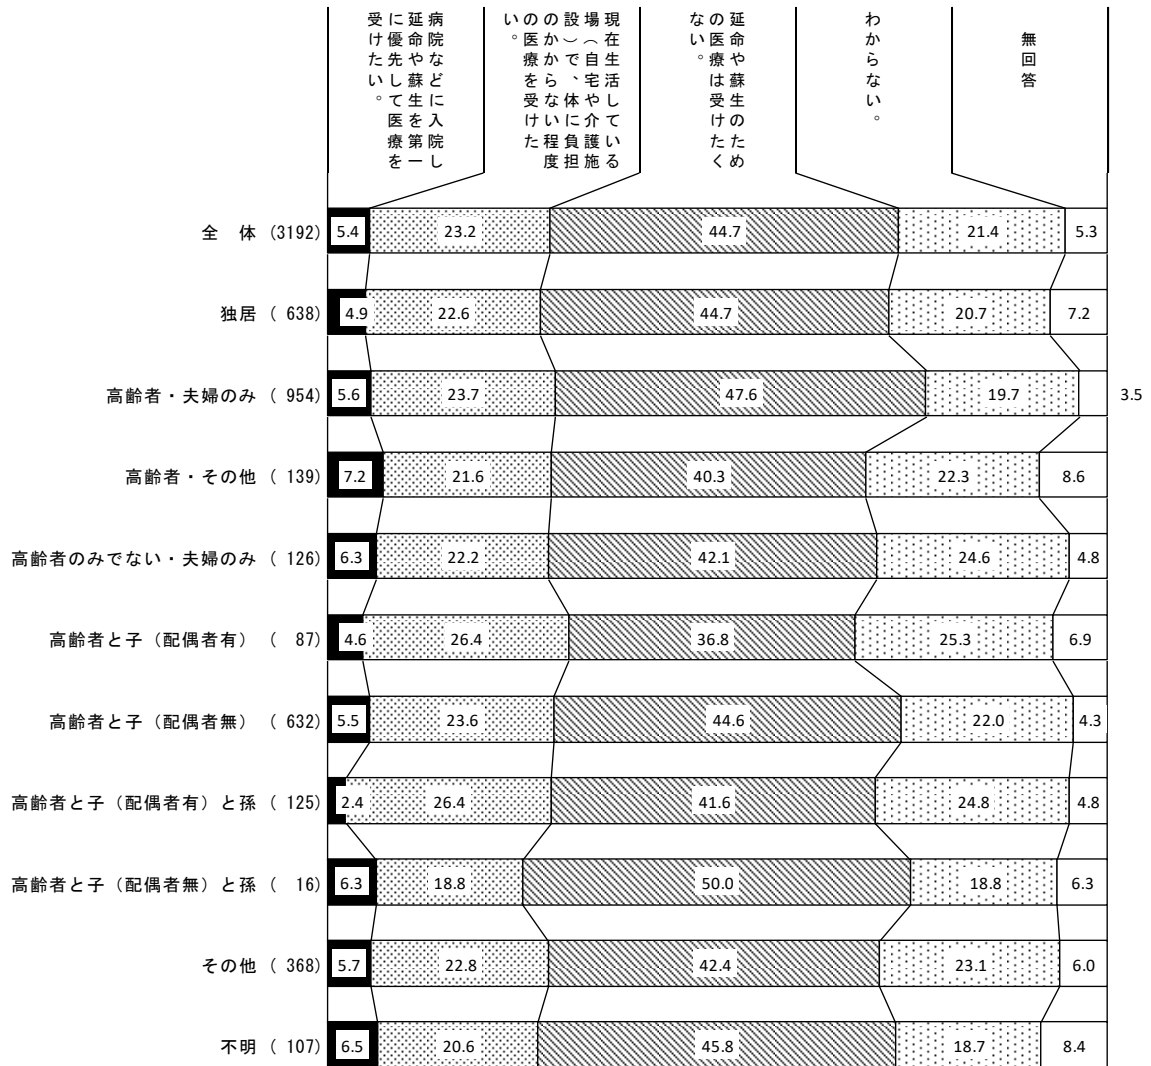 病院などに入院し
延命や蘇生を第一
に優先して医療を
受けたい。
現在生活している
場（自宅や介護施
設）で、体に負担
のかからない程度
の医療を受けた
い。
延命や蘇生のため
の医療は受けたく
ない。
わからない。
無回答
全　体 (3192) 5.4 23.2 44.7 21.4 5.3
独居 ( 638) 4.9 22.6 44.7 20.7 7.2
高齢者・夫婦のみ ( 954) 5.6 23.7 47.6 19.7 3.5
高齢者・その他 ( 139) 7.2 21.6 40.3 22.3 8.6
高齢者のみでない・夫婦のみ ( 126) 6.3 22.2 42.1 24.6 4.8
高齢者と子（配偶者有） ( 87) 4.6 26.4 36.8 25.3 6.9
高齢者と子（配偶者無） ( 632) 5.5 23.6 44.6 22.0 4.3
高齢者と子（配偶者有）と孫 ( 125) 2.4 26.4 41.6 24.8 4.8
高齢者と子（配偶者無）と孫 ( 16) 6.3 18.8 50.0 18.8 6.3
その他 ( 368) 5.7 22.8 42.4 23.1 6.0
不明 ( 107) 6.5 20.6 45.8 18.7 8.4